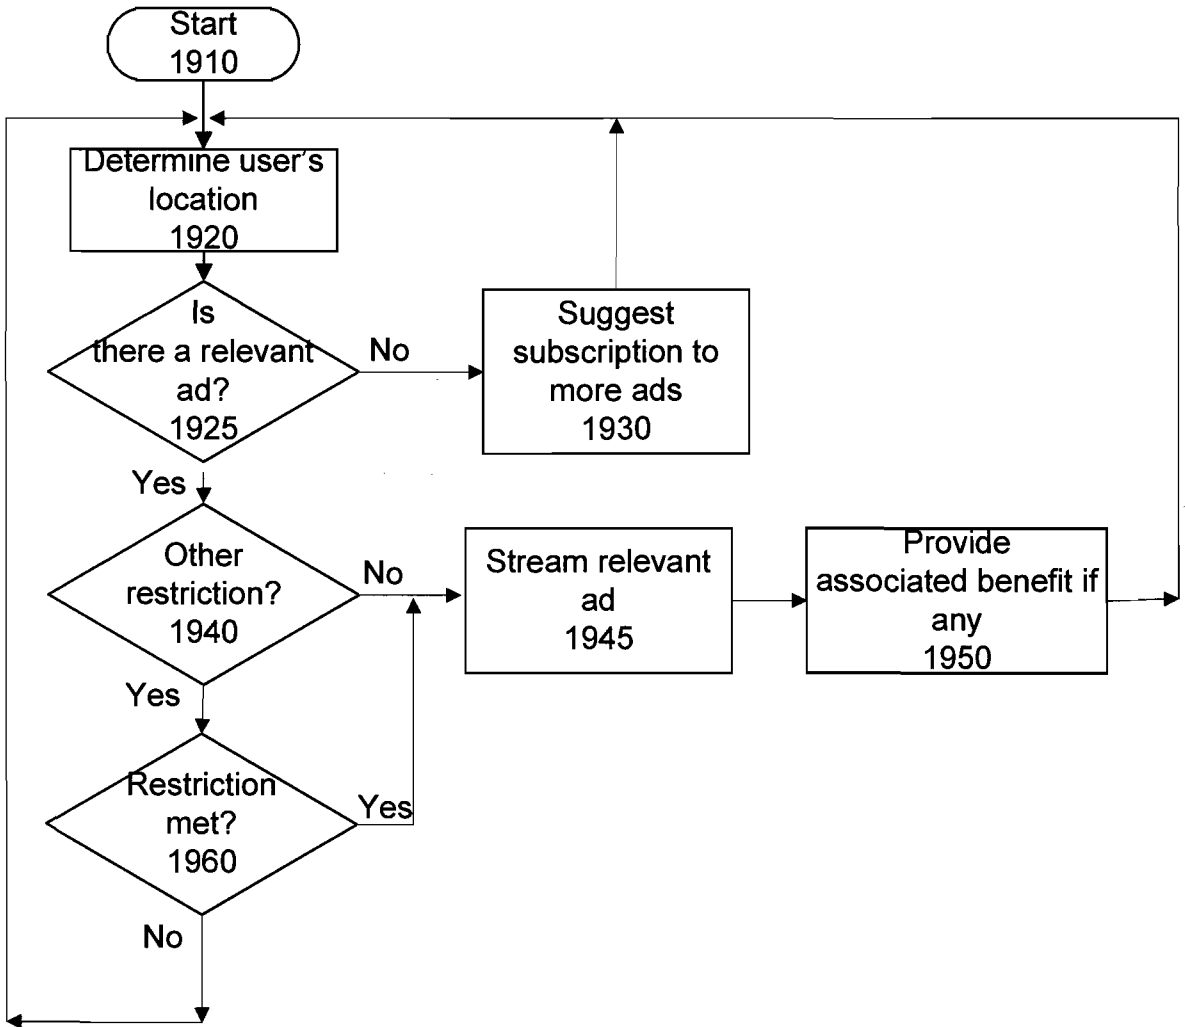 Start
1910
Determine user's
location
1920
Is
there a relevant
ad?
1925
No
Suggest
subscription to
more ads
1930
Yes
Other
restriction?
1940
No
Stream relevant
ad
1945
Provide
associated benefit if
any
1950
Yes
Restriction
met?
1960
Yes
No